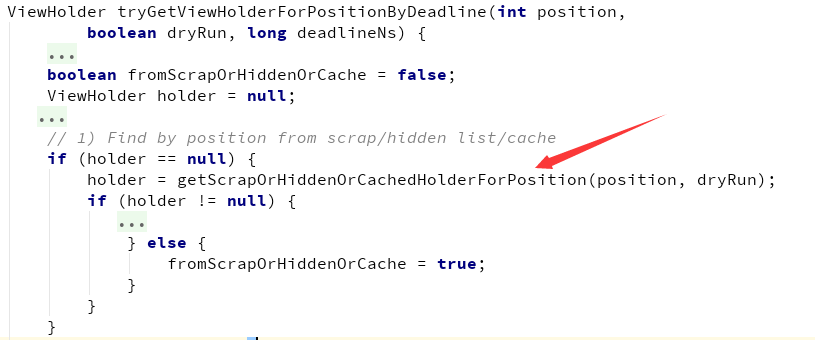 ViewHolder tryGetViewHolderForPositionByDeadline(int position,
        boolean dryRun, long deadlineNs) {
    ...
    boolean fromScrapOrHiddenOrCache = false;
    ViewHolder holder = null;
   ...
    // 1) Find by position from scrap/hidden list/cache
    if (holder == null) {
        holder = getScrapOrHiddenOrCachedHolderForPosition(position, dryRun);
        if (holder != null) {
           ...
            } else {
                fromScrapOrHiddenOrCache = true;
            }
        }
    }